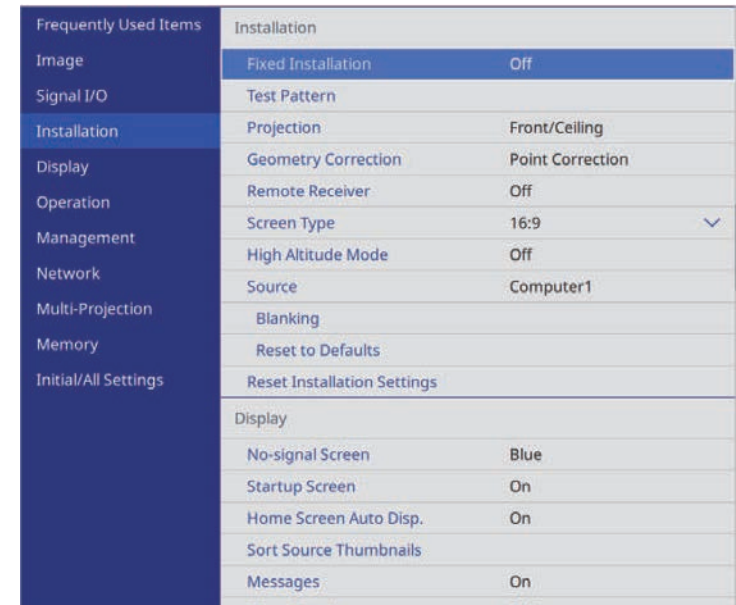 Frequently Used Items
Image
Signal I/O
Installation
Display
Operation
Management
Network
Multi-Projection
Memory
Initial/All Settings
Installation
Fixed Installation Off
Test Pattern
Projection Front/Ceiling
Geometry Correction Point Correction
Remote Receiver Off
Screen Type 16:9
High Altitude Mode Off
Source Computer1
Blanking
Reset to Defaults
Reset Installation Settings
Display
No-signal Screen Blue
Startup Screen On
Home Screen Auto Disp. On
Sort Source Thumbnails
Messages On